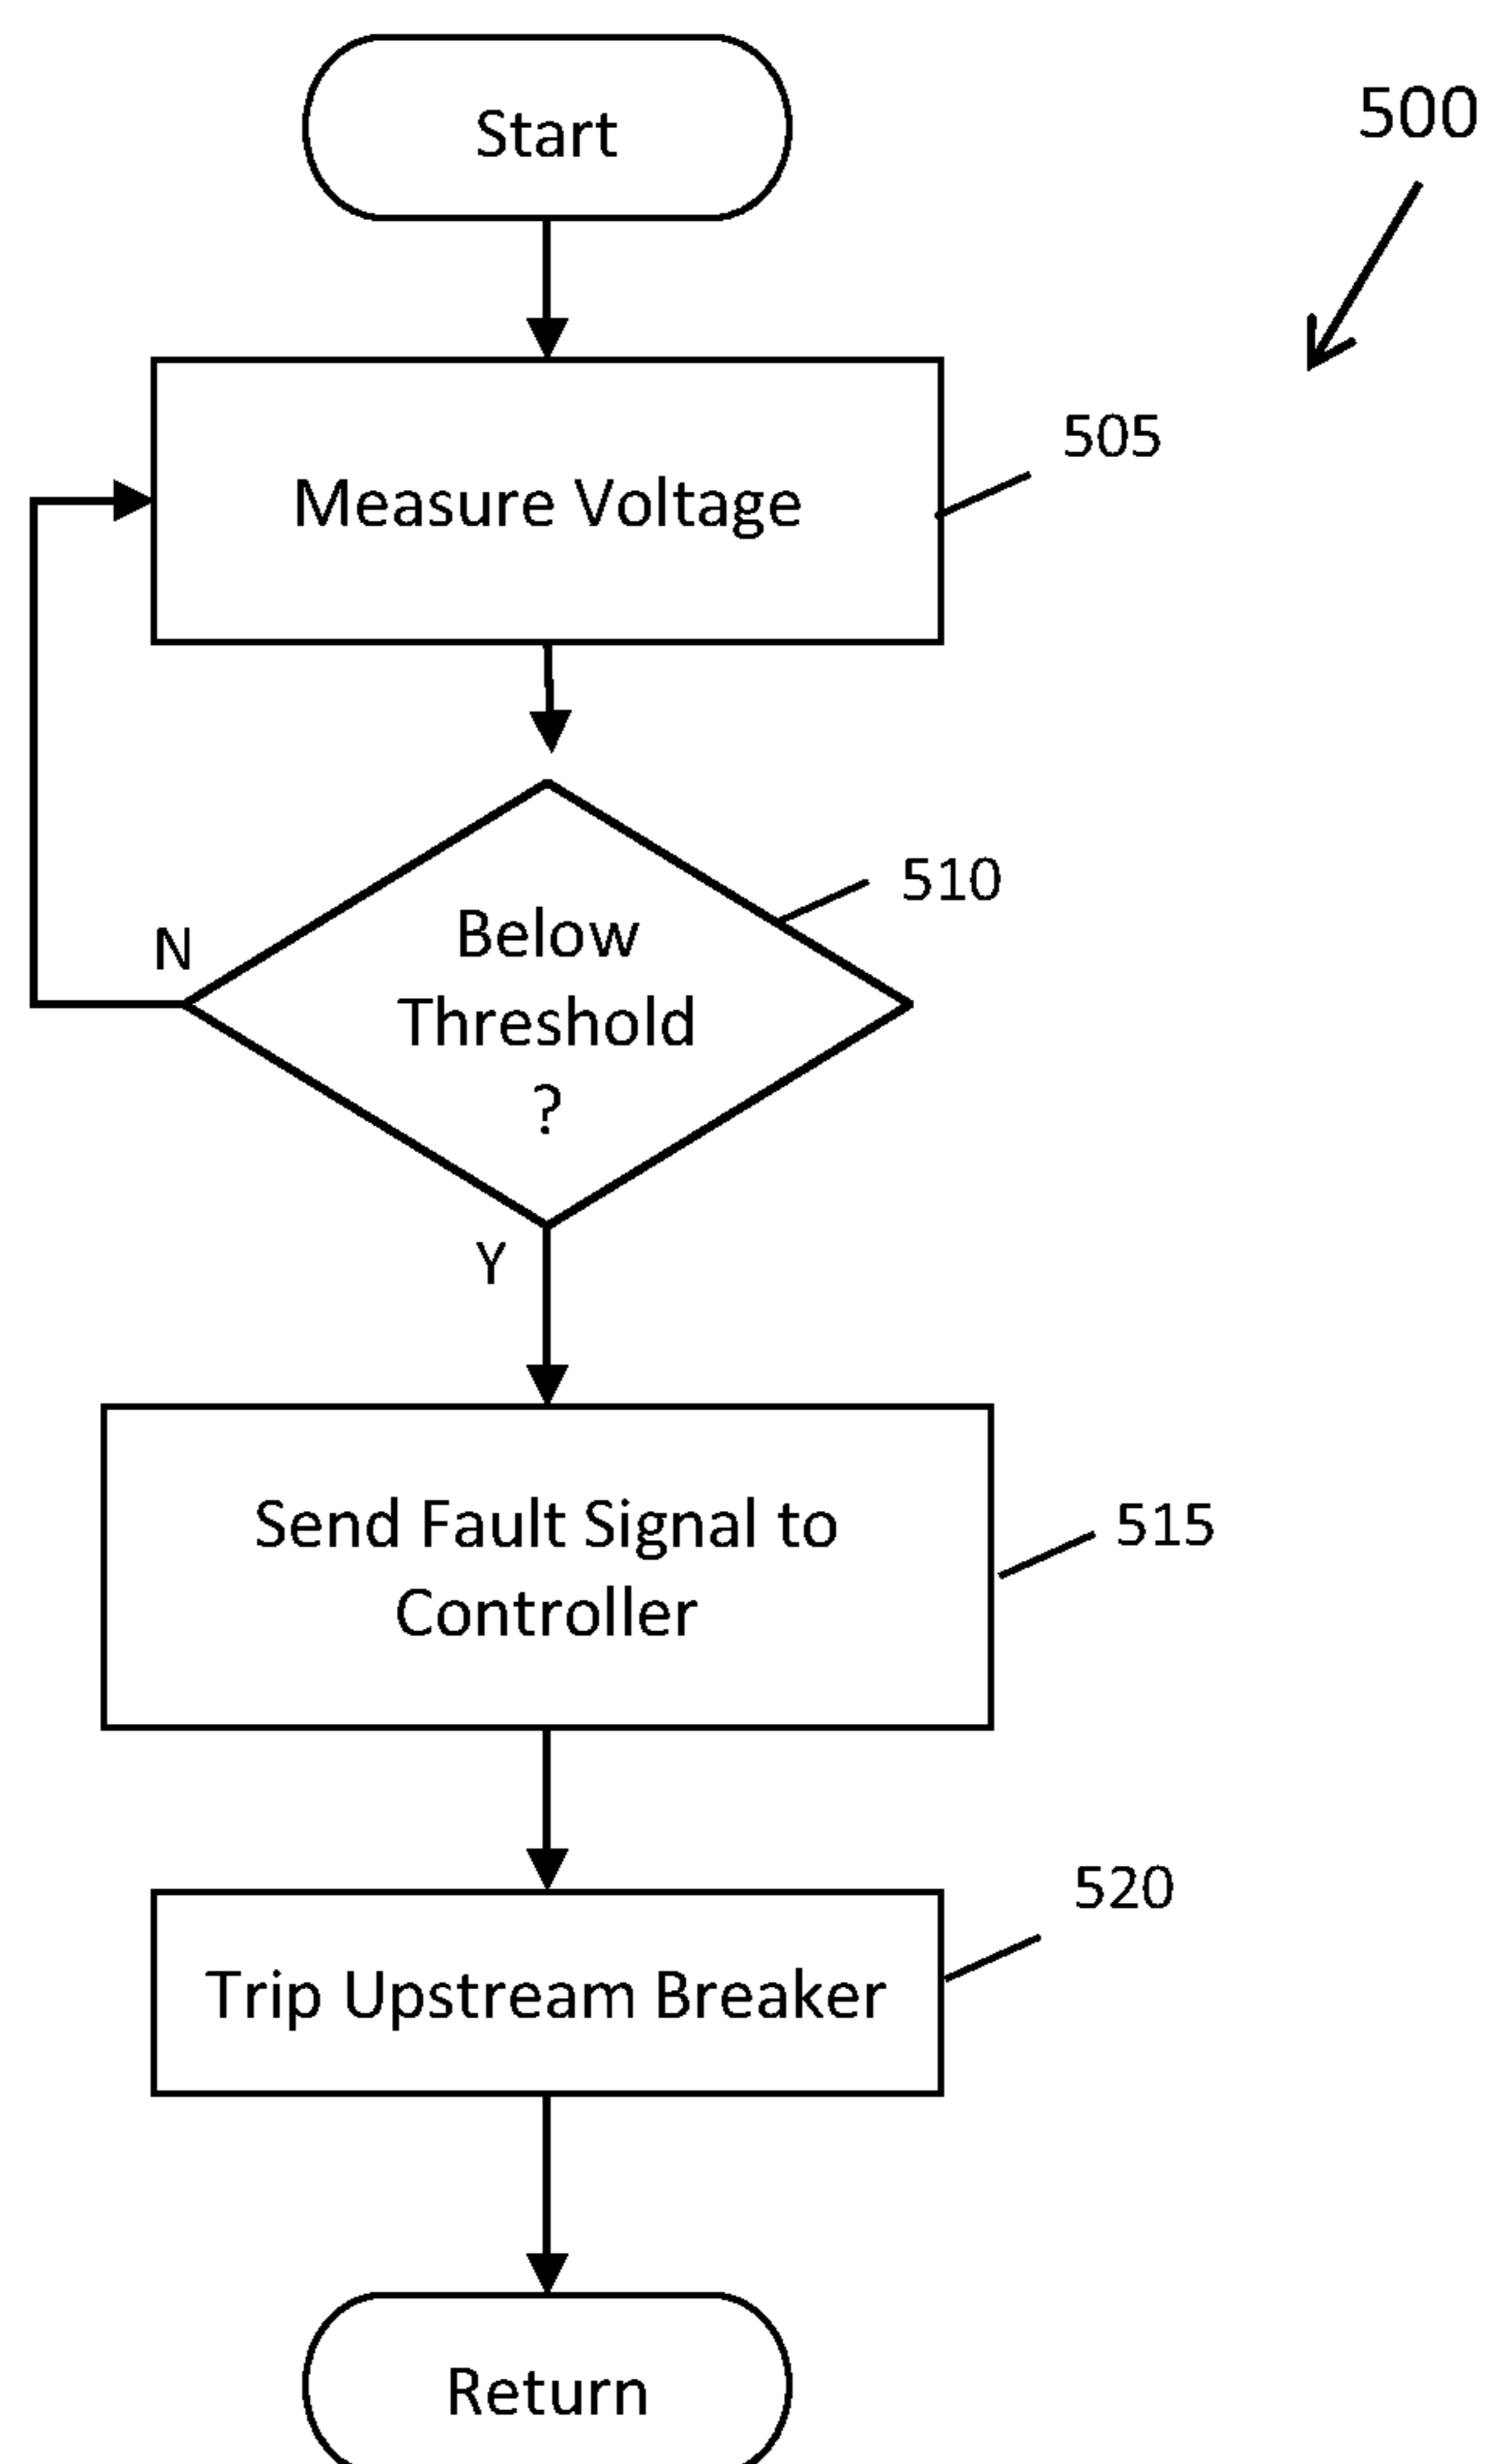 Start
500
505
Measure Voltage
510
N
Below
Threshold
?
Y
Send Fault Signal to
Controller
515
520
Trip Upstream Breaker
Return